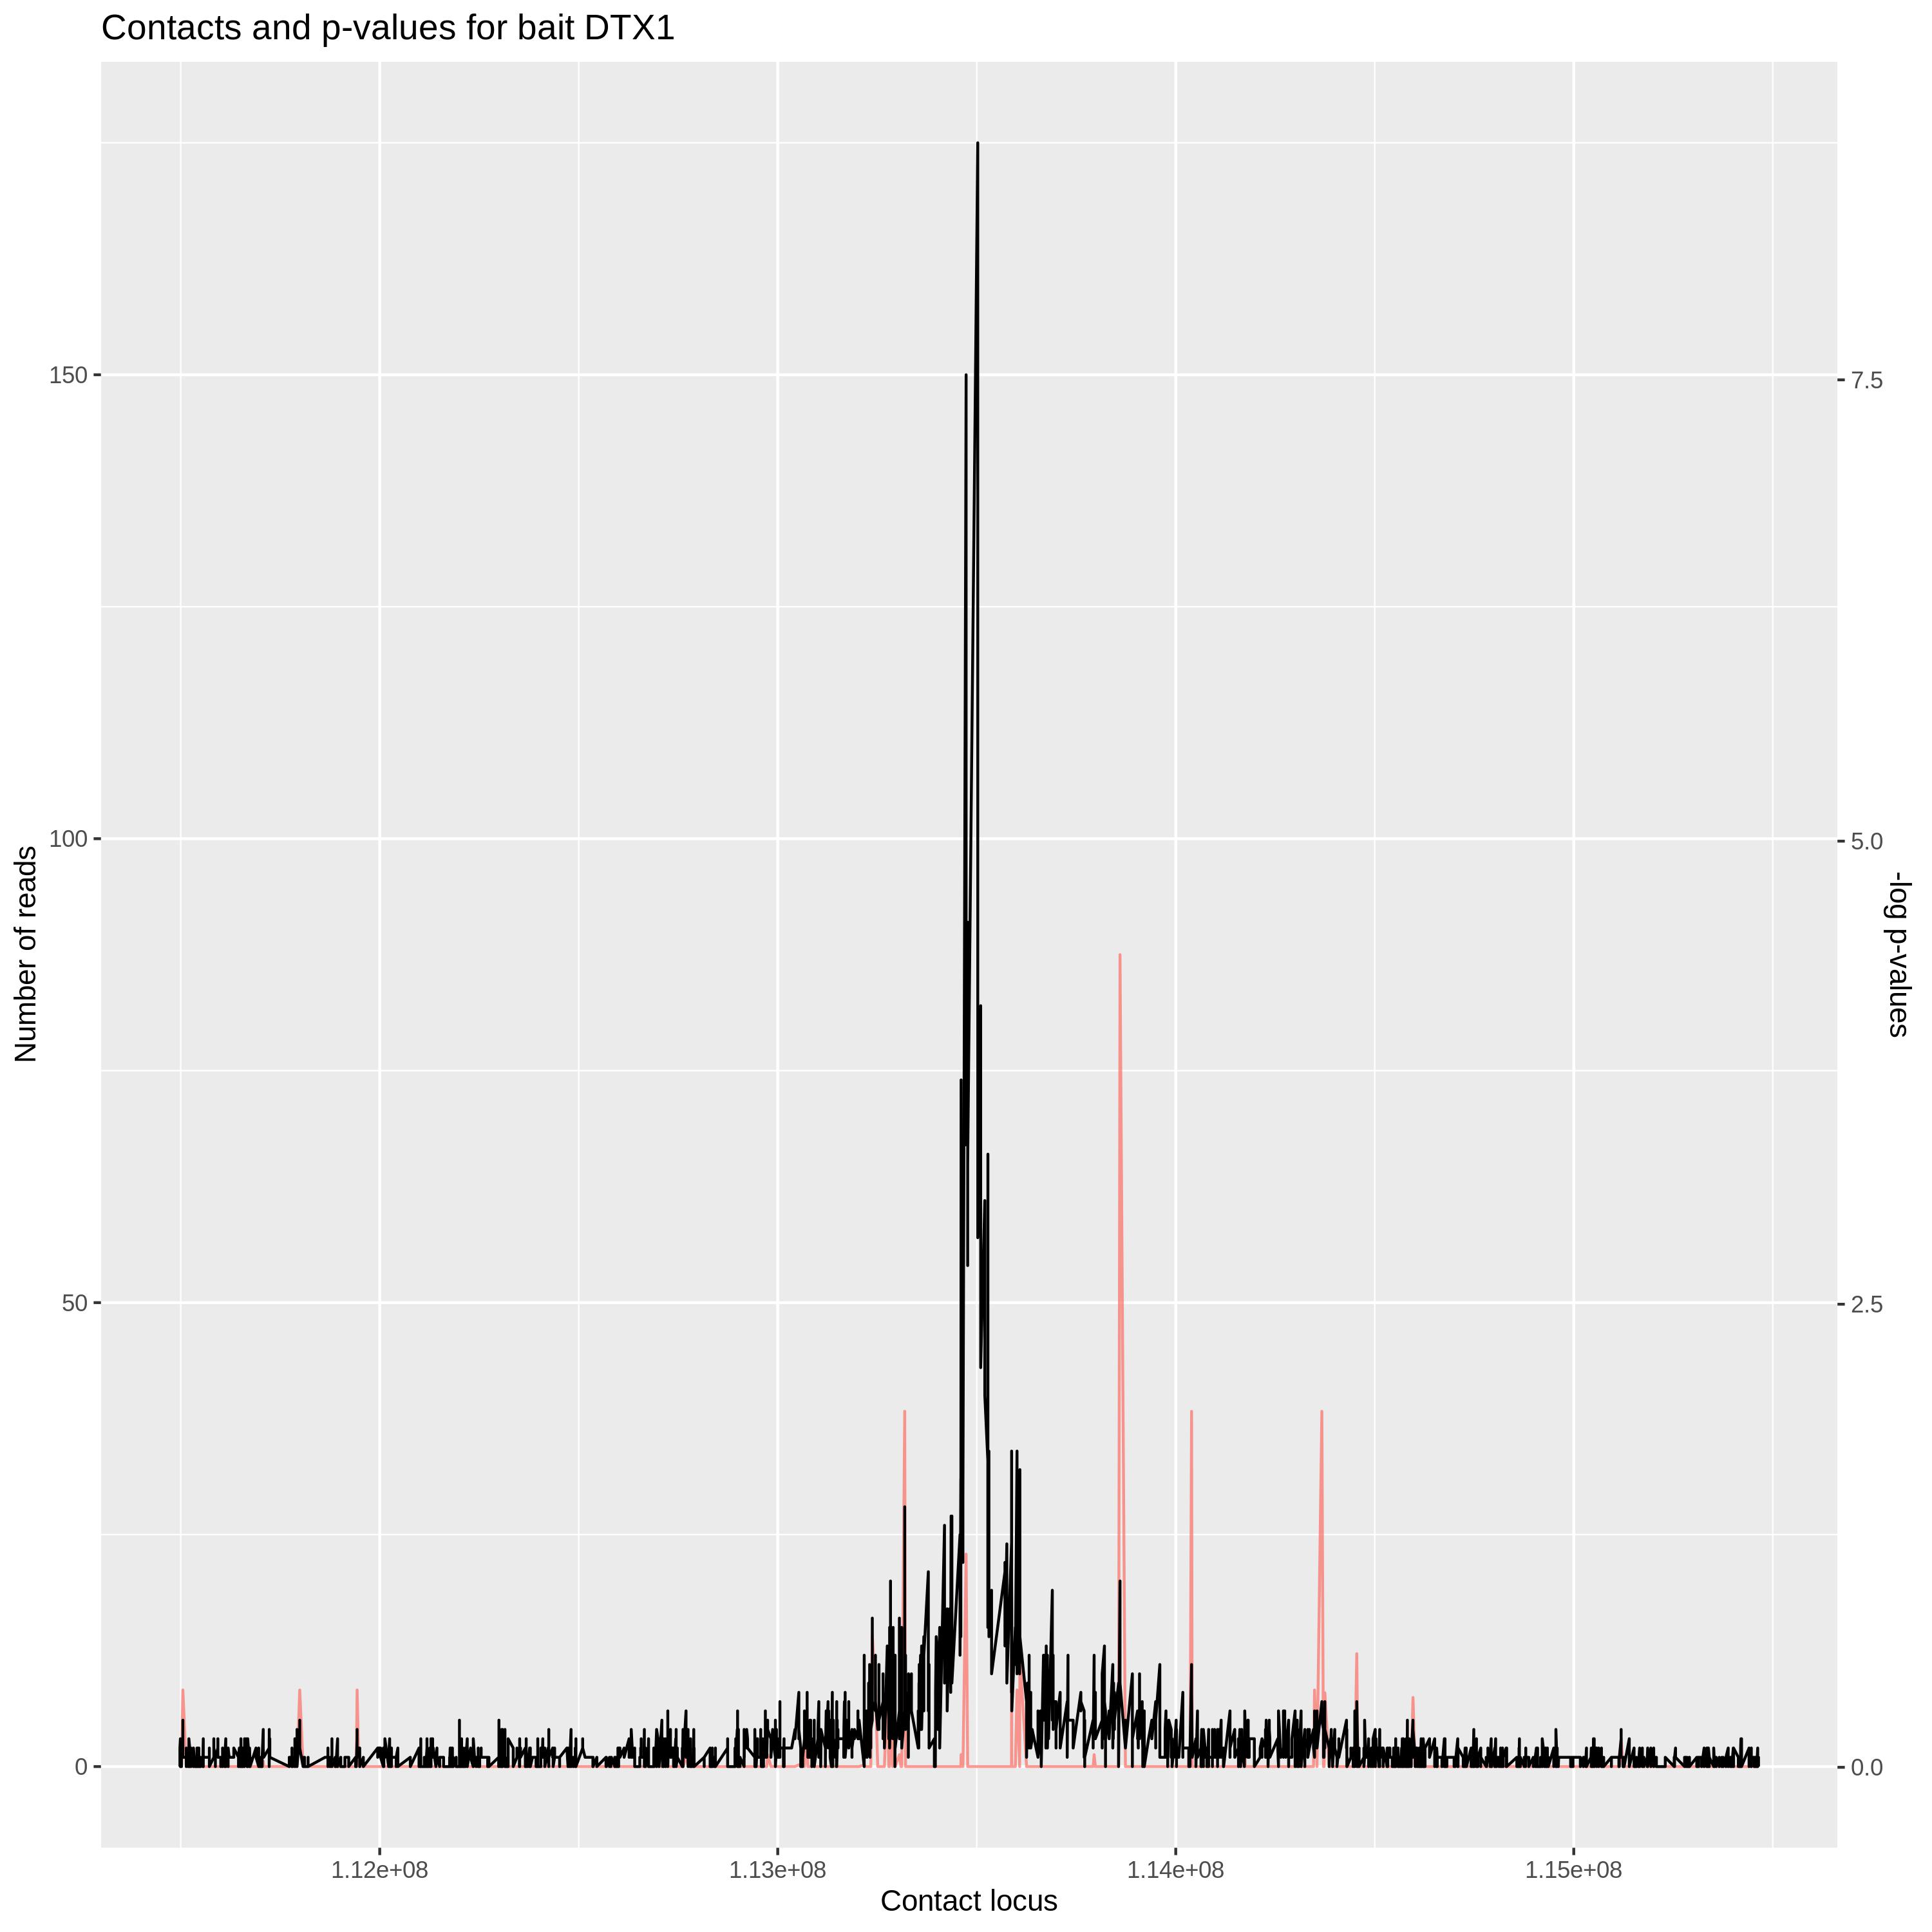 Contacts and p-values for bait DTX1
150
100
50
0
Number of reads
7.5
5.0
2.5
0.0
-log p-values
1.12e+08
1.13e+08
1.14e+08
1.15e+08
Contact locus